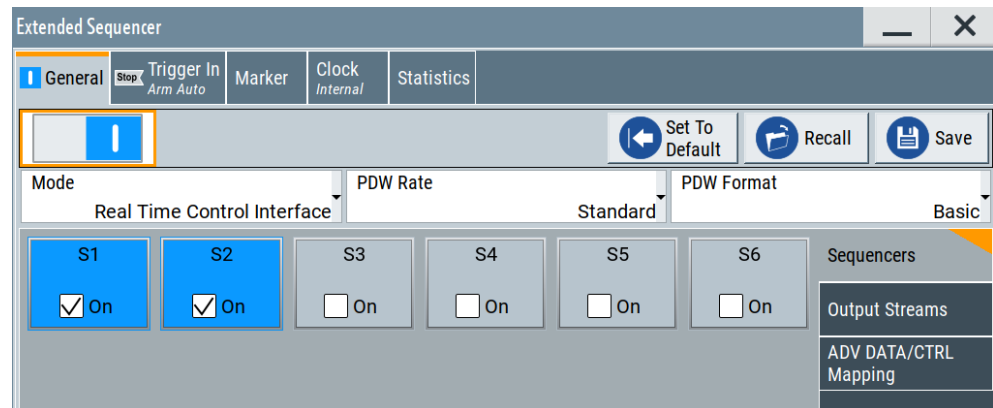 Extended Sequencer
General
Stop
Trigger In
Arm Auto
Marker
Clock
Internal
Statistics
Set To
Default
Recall
Save
Mode
Real Time Control Interface
PDW Rate
Standard
PDW Format
Basic
S1
S2
S3
S4
S5
S6
On
On
On
On
On
On
Sequencers
Output Streams
ADV DATA/CTRL
Mapping